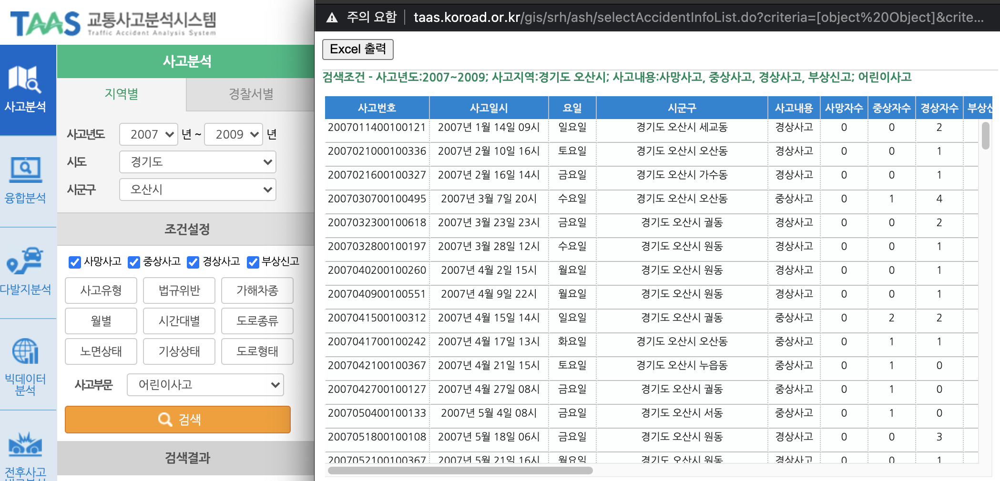 TAAS 교통사고분석시스템
Traffic Accident Analysis System
사고분석
융합분석
다발지분석
빅데이터
분석
전후사고
사고분석
지역별 경찰서별
사고년도 2007 년 ~ 2009 년
시도 경기도
시군구 오산시
조건설정
사망사고 중상사고 경상사고 부상신고
사고유형 법규위반 가해차종
월별 시간대별 도로종류
노면상태 기상상태 도로형태
사고부문 어린이사고
검색
검색결과
주의 요함 taas.koroad.or.kr/gis/srh/ash/selectAccidentInfoList.do?criteria=[object%20Object]&crite...
Excel 출력
검색조건 - 사고년도:2007~2009; 사고지역:경기도 오산시; 사고내용:사망사고, 중상사고, 경상사고, 부상신고; 어린이사고
사고번호 사고일시 요일 시군구 사고내용 사망자수 중상자수 경상자수 부상신
2007011400100121 2007년 1월 14일 09시 일요일 경기도 오산시 세교동 경상사고 0 0 2
2007021000100336 2007년 2월 10일 16시 토요일 경기도 오산시 오산동 경상사고 0 0 1
2007021600100327 2007년 2월 16일 14시 금요일 경기도 오산시 가수동 경상사고 0 0 1
2007030700100495 2007년 3월 7일 20시 수요일 경기도 오산시 오산동 중상사고 0 1 4
2007032300100618 2007년 3월 23일 23시 금요일 경기도 오산시 궐동 경상사고 0 0 2
2007032800100197 2007년 3월 28일 12시 수요일 경기도 오산시 원동 경상사고 0 0 1
2007040200100260 2007년 4월 2일 15시 월요일 경기도 오산시 원동 경상사고 0 0 1
2007040900100551 2007년 4월 9일 22시 월요일 경기도 오산시 원동 경상사고 0 0 1
2007041500100312 2007년 4월 15일 14시 일요일 경기도 오산시 궐동 중상사고 0 2 2
2007041700100242 2007년 4월 17일 13시 화요일 경기도 오산시 오산동 중상사고 0 1 1
2007042100100367 2007년 4월 21일 15시 토요일 경기도 오산시 누읍동 중상사고 0 1 0
2007042700100127 2007년 4월 27일 08시 금요일 경기도 오산시 궐동 중상사고 0 1 0
2007050400100133 2007년 5월 4일 08시 금요일 경기도 오산시 서동 중상사고 0 1 0
2007051800100108 2007년 5월 18일 06시 금요일 경기도 오산시 원동 경상사고 0 0 3
2007052100100367 2007년 5월 21일 16시 월요일 경기도 오산시 원동 경상사고 0 0 1